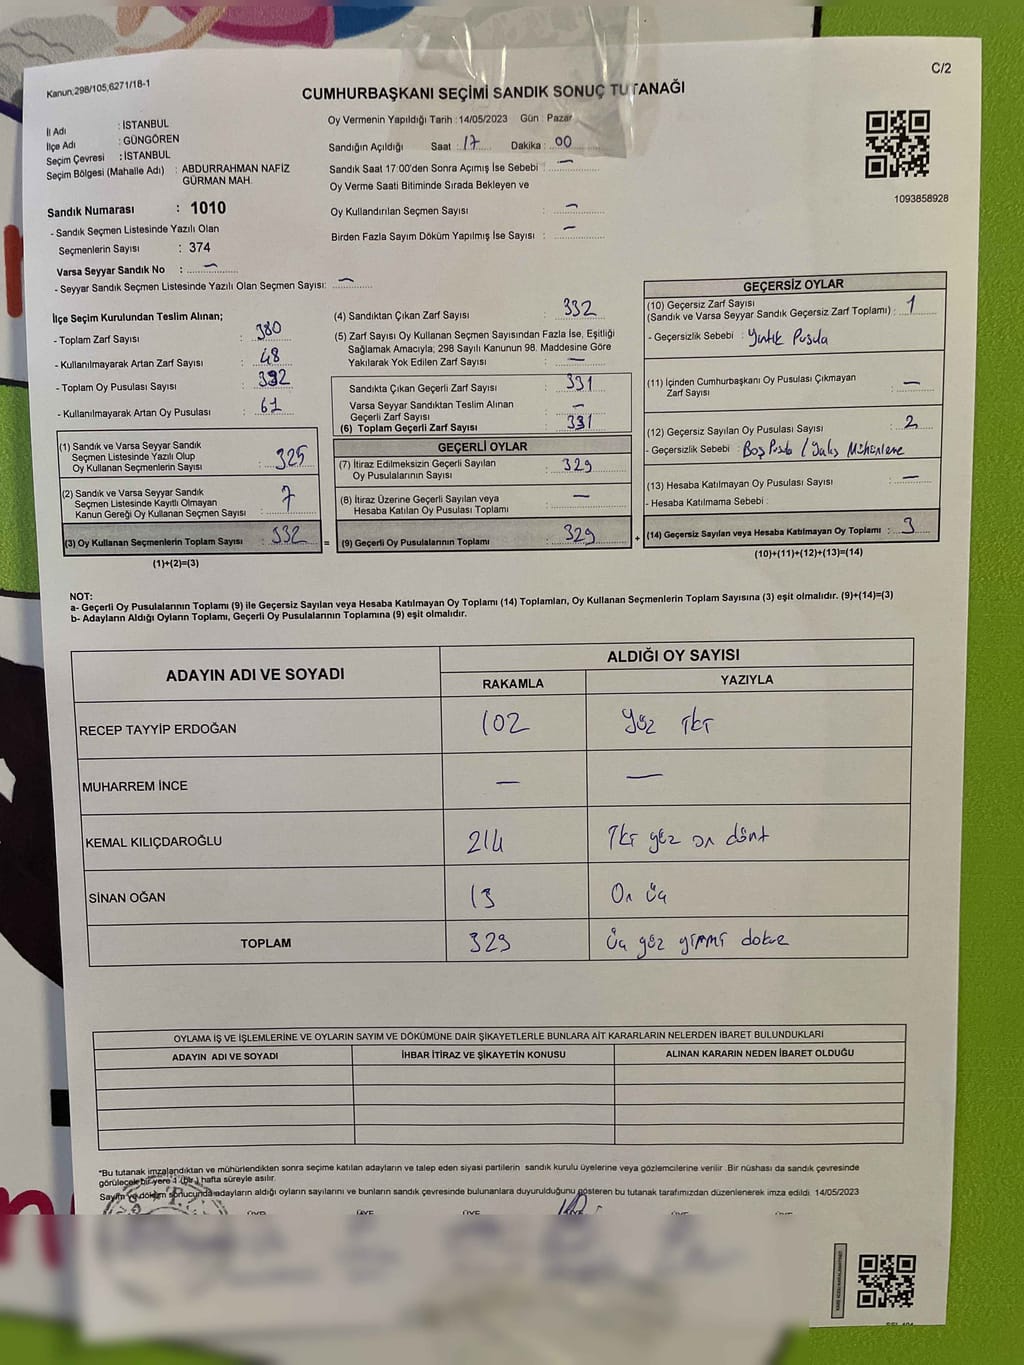 Kanun,298/105,6271/18-1
C/2
CUMHURBAŞKANI SEÇİMİ SANDIK SONUÇ TUTANAĞI
İl Adı : İSTANBUL
İlçe Adı : GÜNGÖREN
Seçim Çevresi : İSTANBUL
Seçim Bölgesi (Mahalle Adı) : ABDURRAHMAN NAFİZ
GÜRMAN MAH.
Sandık Numarası : 1010
- Sandık Seçmen Listesinde Yazılı Olan
Seçmenlerin Sayısı : 374
Varsa Seyyar Sandık No : —
- Seyyar Sandık Seçmen Listesinde Yazılı Olan Seçmen Sayısı: —
Oy Vermenin Yapıldığı Tarih : 14/05/2023 Gün : Pazar
Sandığın Açıldığı Saat : 17 Dakika : 00
Sandık Saat 17:00'den Sonra Açımış İse Sebebi : —
Oy Verme Saati Bitiminde Sırada Bekleyen ve
Oy Kullandırılan Seçmen Sayısı : —
Birden Fazla Sayım Döküm Yapılmış İse Sayısı : —
1093858928
İlçe Seçim Kurulundan Teslim Alınan;
- Toplam Zarf Sayısı : 380
- Kullanılmayarak Artan Zarf Sayısı : 48
- Toplam Oy Pusulası Sayısı : 392
- Kullanılmayarak Artan Oy Pusulası : 61
(1) Sandık ve Varsa Seyyar Sandık
Seçmen Listesinde Yazılı Olup
Oy Kullanan Seçmenlerin Sayısı : 325
(2) Sandık ve Varsa Seyyar Sandık
Seçmen Listesinde Kayıtlı Olmayan
Kanun Gereği Oy Kullanan Seçmen Sayısı : 7
(3) Oy Kullanan Seçmenlerin Toplam Sayısı : 332
(1)+(2)=(3)
(4) Sandıktan Çıkan Zarf Sayısı : 332
(5) Zarf Sayısı Oy Kullanan Seçmen Sayısından Fazla İse, Eşitliği
Sağlamak Amacıyla; 298 Sayılı Kanunun 98. Maddesine Göre
Yakılarak Yok Edilen Zarf Sayısı : —
Sandıkta Çıkan Geçerli Zarf Sayısı : 331
Varsa Seyyar Sandıktan Teslim Alınan
Geçerli Zarf Sayısı : —
(6) Toplam Geçerli Zarf Sayısı : 331
GEÇERLİ OYLAR
(7) İtiraz Edilmeksizin Geçerli Sayılan
Oy Pusulalarının Sayısı : 329
(8) İtiraz Üzerine Geçerli Sayılan veya
Hesaba Katılan Oy Pusulası Toplamı : —
= (9) Geçerli Oy Pusulalarının Toplamı : 329
GEÇERSİZ OYLAR
(10) Geçersiz Zarf Sayısı
(Sandık ve Varsa Seyyar Sandık Geçersiz Zarf Toplamı) : 1
- Geçersizlik Sebebi : Yırtık Pusula
(11) İçinden Cumhurbaşkanı Oy Pusulası Çıkmayan
Zarf Sayısı : —
(12) Geçersiz Sayılan Oy Pusulası Sayısı : 2
- Geçersizlik Sebebi : Boş Pusula / Yalış Mühürleme
(13) Hesaba Katılmayan Oy Pusulası Sayısı : —
- Hesaba Katılmama Sebebi :
+ (14) Geçersiz Sayılan veya Hesaba Katılmayan Oy Toplamı : 3
(10)+(11)+(12)+(13)=(14)
NOT:
a- Geçerli Oy Pusulalarının Toplamı (9) ile Geçersiz Sayılan veya Hesaba Katılmayan Oy Toplamı (14) Toplamları, Oy Kullanan Seçmenlerin Toplam Sayısına (3) eşit olmalıdır. (9)+(14)=(3)
b- Adayların Aldığı Oyların Toplamı, Geçerli Oy Pusulalarının Toplamına (9) eşit olmalıdır.
ADAYIN ADI VE SOYADI
ALDIĞI OY SAYISI
RAKAMLA YAZIYLA
RECEP TAYYİP ERDOĞAN 102 Yüz iki
MUHARREM İNCE — —
KEMAL KILIÇDAROĞLU 214 İki yüz on dört
SİNAN OĞAN 13 On üç
TOPLAM 329 Üç yüz yirmi dokuz
OYLAMA İŞ VE İŞLEMLERİNE VE OYLARIN SAYIM VE DÖKÜMÜNE DAİR ŞİKAYETLERLE BUNLARA AİT KARARLARIN NELERDEN İBARET BULUNDUKLARI
ADAYIN ADI VE SOYADI İHBAR İTİRAZ VE ŞİKAYETİN KONUSU ALINAN KARARIN NEDEN İBARET OLDUĞU
*Bu tutanak imzalandıktan ve mühürlendikten sonra seçime katılan adayların ve talep eden siyasi partilerin sandık kurulu üyelerine veya gözlemcilerine verilir. Bir nüshası da sandık çevresinde
görülecek bir yere 1 (bir) hafta süreyle asılır.
Sayım ve döküm sonucunda adayların aldığı oyların sayılarını ve bunların sandık çevresinde bulunanlara duyurulduğunu gösteren bu tutanak tarafımızdan düzenlenerek imza edildi. 14/05/2023